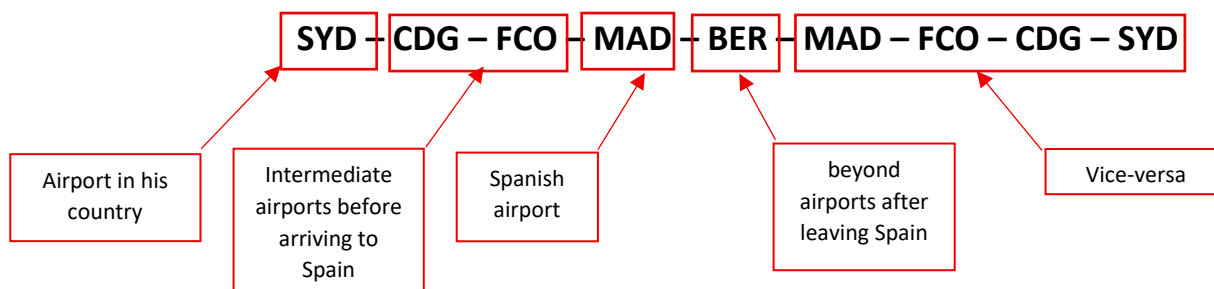 SYD – CDG – FCO – MAD – BER – MAD – FCO – CDG – SYD
Airport in his
country
Intermediate
airports before
arriving to
Spain
Spanish
airport
beyond
airports after
leaving Spain
Vice-versa